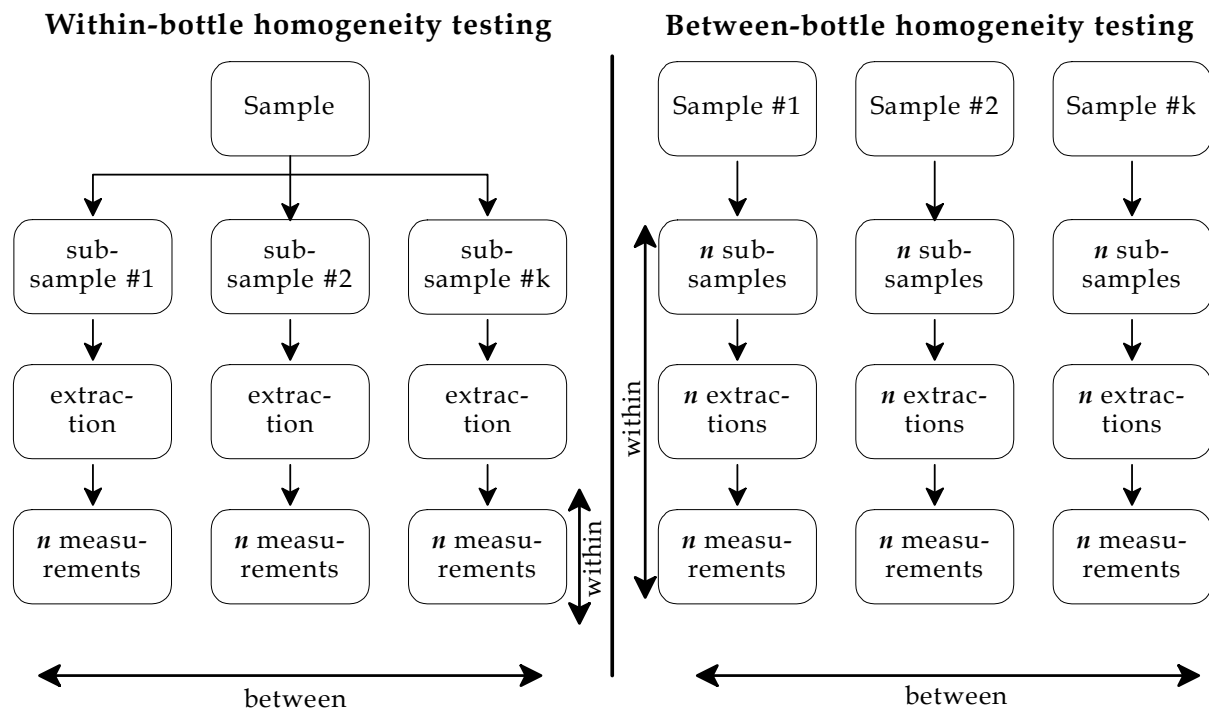 Within-bottle homogeneity testing
Sample
sub-
sample #1
sub-
sample #2
sub-
sample #k
extrac-
tion
extrac-
tion
extrac-
tion
n measu-
rements
n measu-
rements
n measu-
rements
within
between
Between-bottle homogeneity testing
Sample #1
Sample #2
Sample #k
n sub-
samples
n sub-
samples
n sub-
samples
n extrac-
tions
n extrac-
tions
n extrac-
tions
n measu-
rements
n measu-
rements
n measu-
rements
within
between